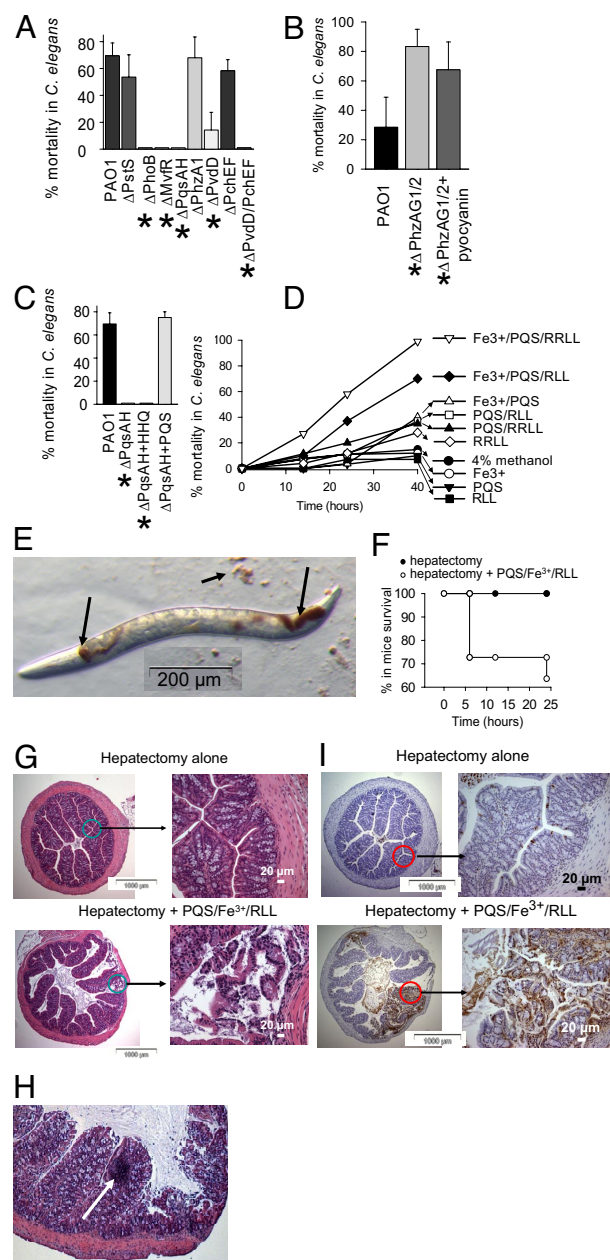 A
% mortality in C. elegans
80
60
40
20
0
PAO1
ΔPstS
*ΔPhoB
*ΔMvfR
*ΔPqsAH
ΔPhzA1
*ΔPvdD
ΔPchEF
*ΔPvdD/PchEF
B
% mortality in C. elegans
100
80
60
40
20
0
PAO1
*ΔPhzAG1/2
*ΔPhzAG1/2+
pyocyanin
C
% mortality in C. elegans
80
60
40
20
0
PAO1
*ΔPqsAH
*ΔPqsAH+HHQ
ΔPqsAH+PQS
D
% mortality in C. elegans
100
80
60
40
20
0
0 10 20 30 40
Time (hours)
Fe3+/PQS/RRLL
Fe3+/PQS/RLL
Fe3+/PQS
PQS/RLL
PQS/RRLL
RRLL
4% methanol
Fe3+
PQS
RLL
E
200 µm
F
hepatectomy
hepatectomy + PQS/Fe³⁺/RLL
% in mice survival
100
90
80
70
60
0 5 10 15 20 25
Time (hours)
G
Hepatectomy alone
1000 µm
20 µm
Hepatectomy + PQS/Fe³⁺/RLL
1000 µm
20 µm
I
Hepatectomy alone
1000 µm
20 µm
Hepatectomy + PQS/Fe³⁺/RLL
1000 µm
20 µm
H